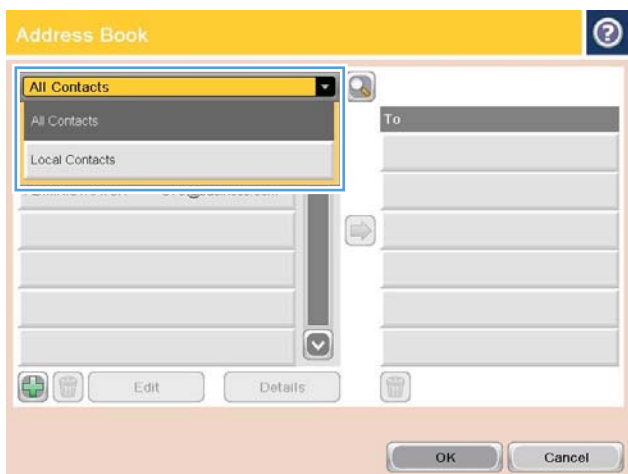 Address Book
All Contacts
All Contacts
To
Local Contacts
Edit
Details
OK
Cancel